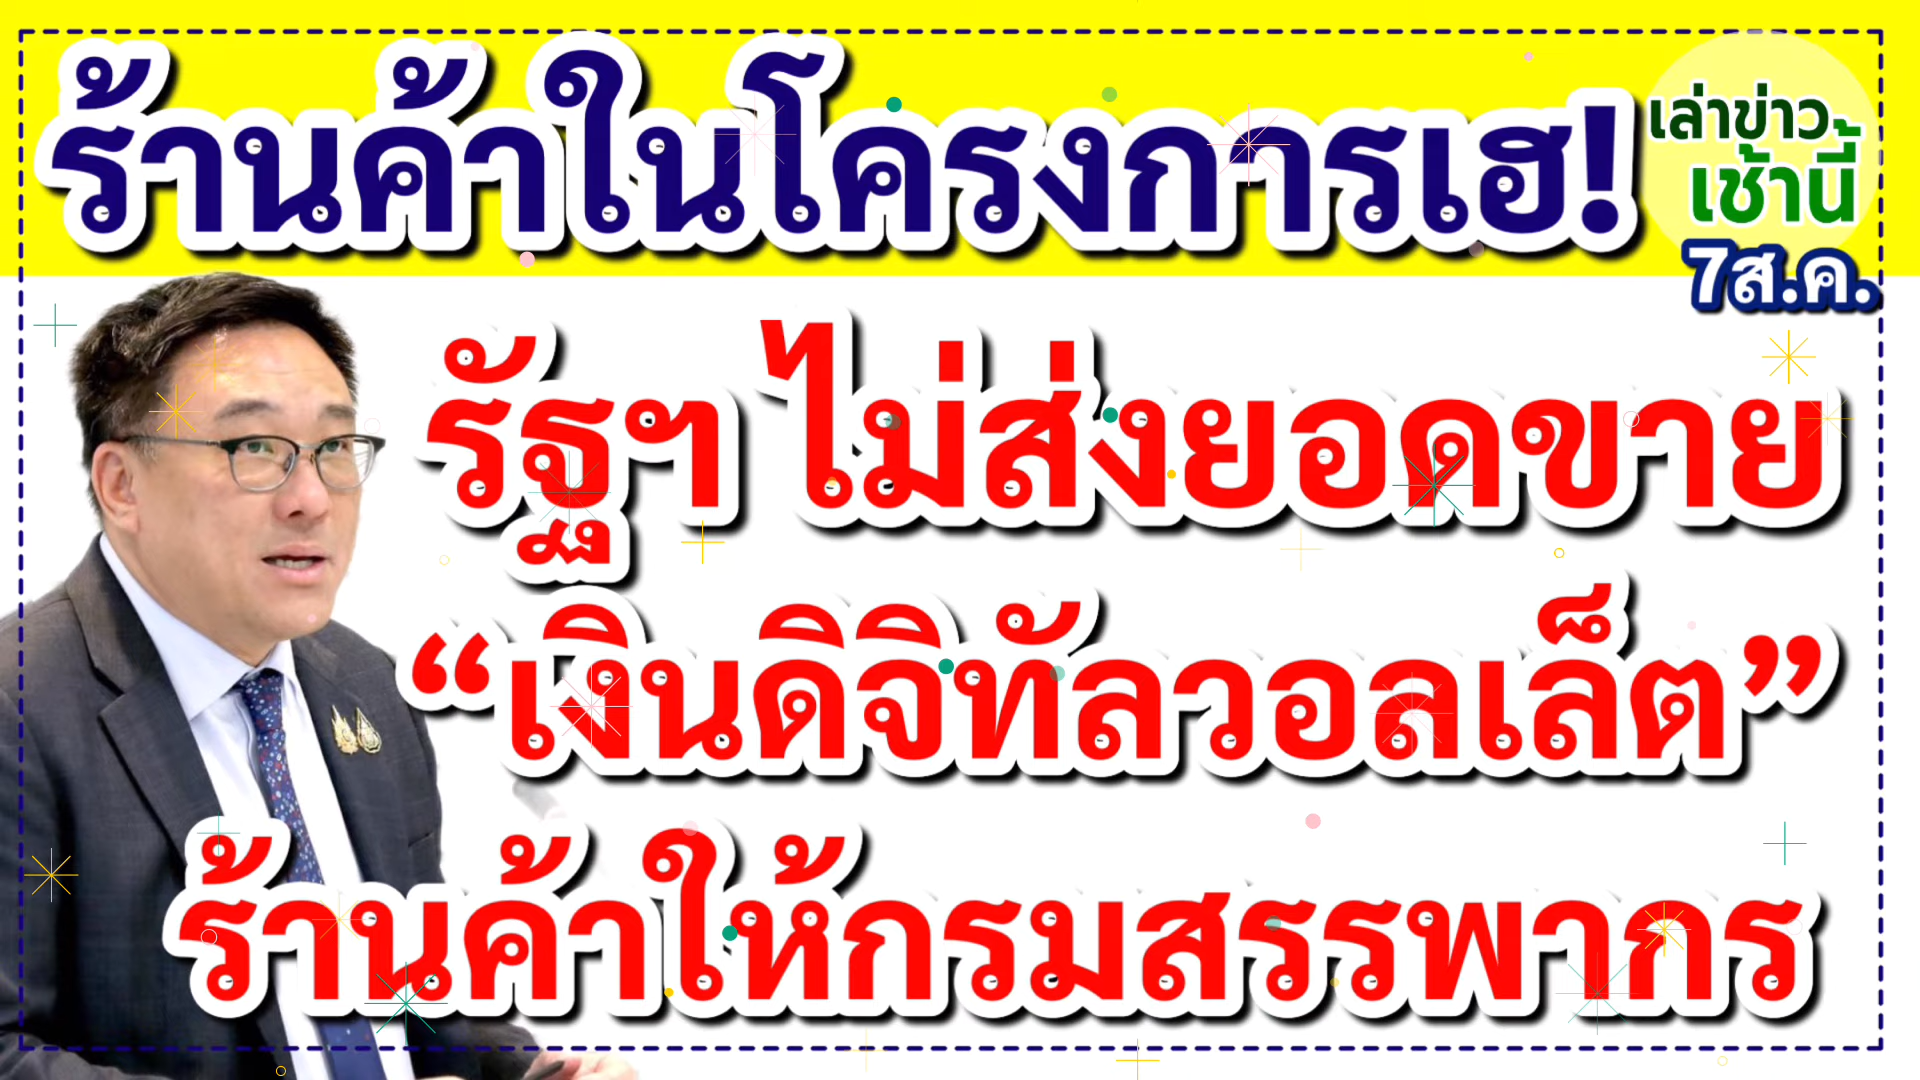 ร้านค้าในโครงการเฮ!
เล่าข่าว
เช้านี้
7ส.ค.
รัฐฯ ไม่ส่งยอดขาย
“เงินดิจิทัลวอลเล็ต”
ร้านค้าให้กรมสรรพากร